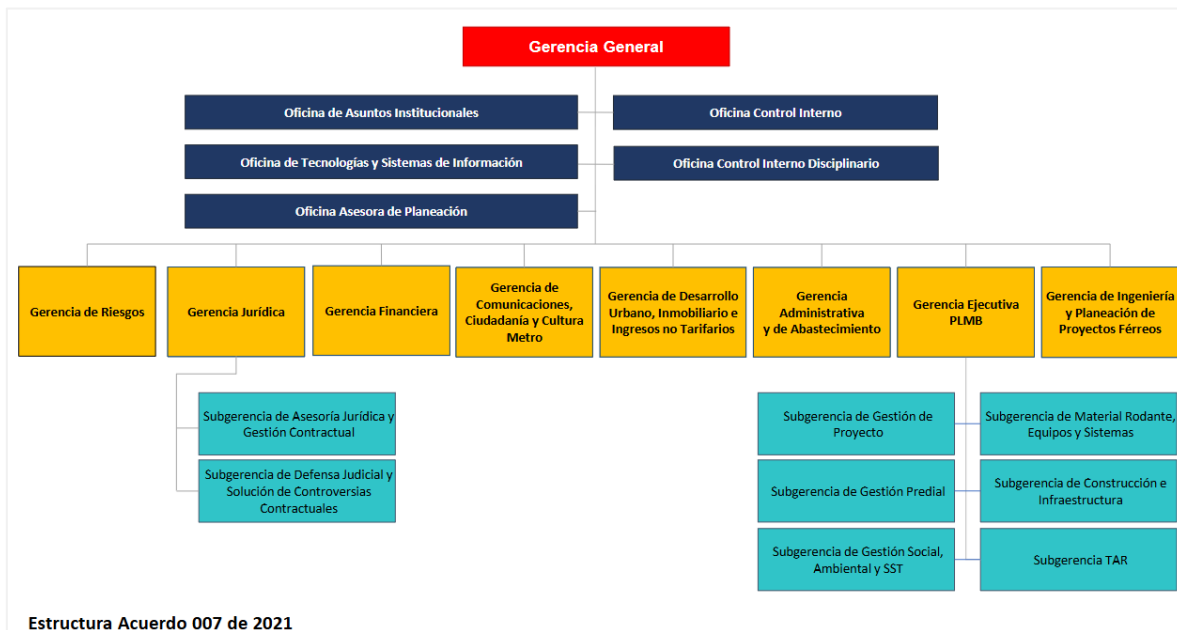 Gerencia General
Oficina de Asuntos Institucionales
Oficina Control Interno
Oficina de Tecnologías y Sistemas de Información
Oficina Control Interno Disciplinario
Oficina Asesora de Planeación
Gerencia de Riesgos
Gerencia Jurídica
Gerencia Financiera
Gerencia de
Comunicaciones,
Ciudadanía y Cultura
Metro
Gerencia de Desarrollo
Urbano, Inmobiliario e
Ingresos no Tarifarios
Gerencia
Administrativa
y de Abastecimiento
Gerencia Ejecutiva
PLMB
Gerencia de Ingeniería
y Planeación de
Proyectos Férreos
Subgerencia de Asesoría Jurídica y
Gestión Contractual
Subgerencia de Defensa Judicial y
Solución de Controversias
Contractuales
Subgerencia de Gestión de
Proyecto
Subgerencia de Material Rodante,
Equipos y Sistemas
Subgerencia de Gestión Predial
Subgerencia de Construcción e
Infraestructura
Subgerencia de Gestión Social,
Ambiental y SST
Subgerencia TAR
Estructura Acuerdo 007 de 2021